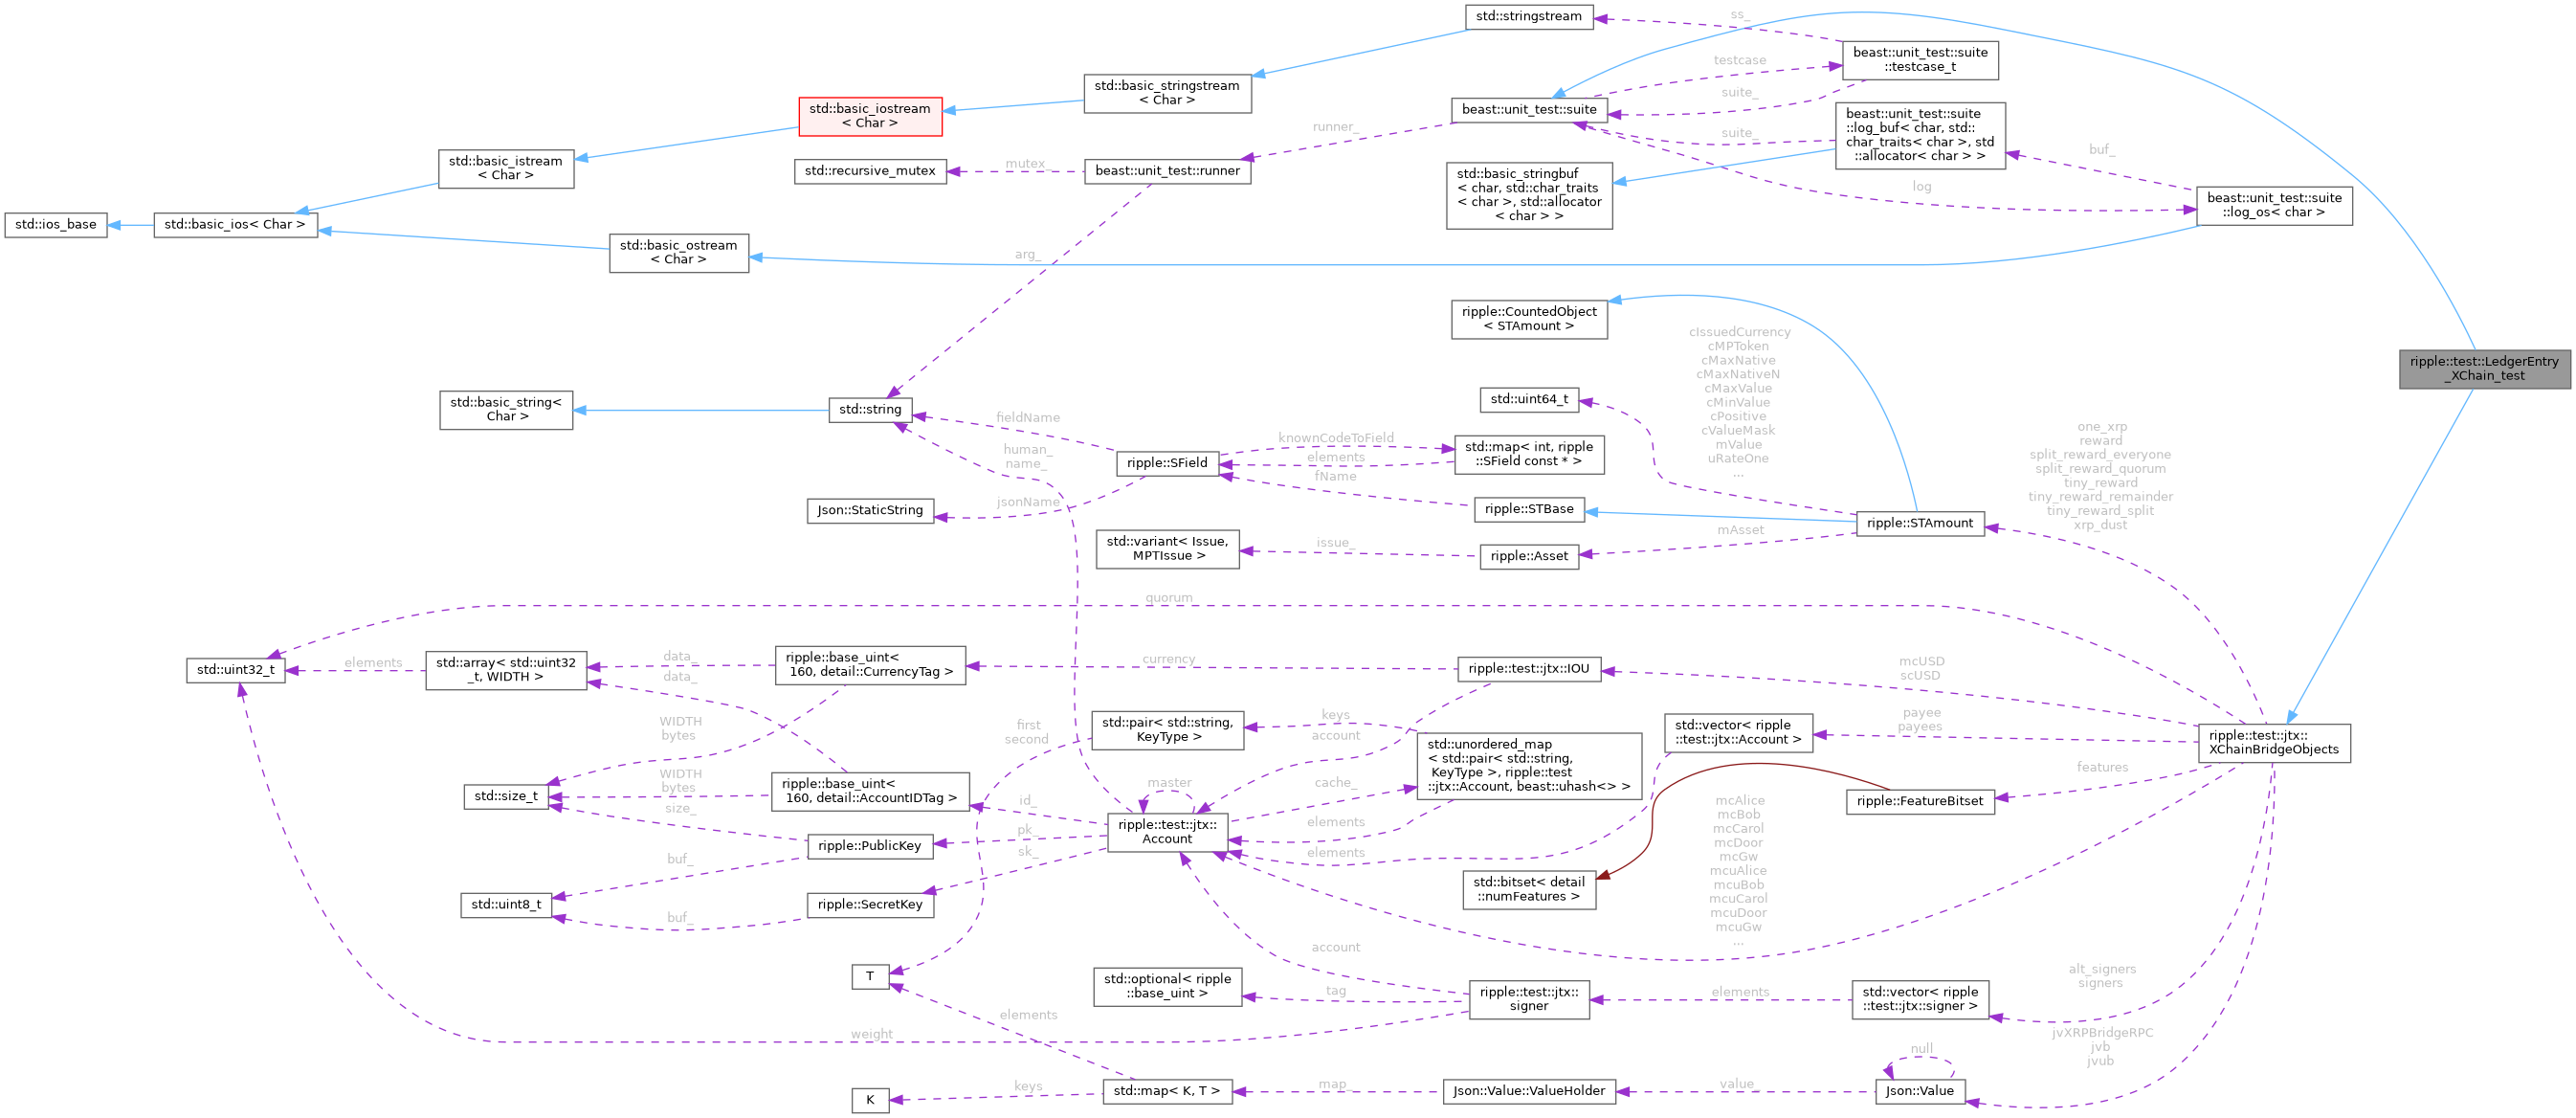 std::stringstream
ss_
beast::unit_test::suite
::testcase_t
testcase
suite_
std::basic_stringstream
< Char >
std::basic_iostream
< Char >
beast::unit_test::suite
beast::unit_test::suite
::log_buf< char, std::
char_traits< char >, std
::allocator< char > >
runner_
suite_
buf_
std::basic_istream
< Char >
std::recursive_mutex
mutex_
beast::unit_test::runner
std::basic_stringbuf
< char, std::char_traits
< char >, std::allocator
< char > >
log
beast::unit_test::suite
::log_os< char >
std::ios_base
std::basic_ios< Char >
std::basic_ostream
< Char >
arg_
ripple::CountedObject
< STAmount >
cIssuedCurrency
cMPToken
cMaxNative
cMaxNativeN
cMaxValue
cMinValue
cPositive
cValueMask
mValue
uRateOne
...
ripple::test::LedgerEntry
_XChain_test
std::basic_string<
Char >
std::string
fieldName
std::uint64_t
human_
name_
ripple::SField
knownCodeToField
elements
fName
std::map< int, ripple
::SField const * >
one_xrp
reward
split_reward_everyone
split_reward_quorum
tiny_reward
tiny_reward_remainder
tiny_reward_split
xrp_dust
Json::StaticString
jsonName
ripple::STBase
ripple::STAmount
mAsset
std::variant< Issue,
MPTIssue >
issue_
ripple::Asset
quorum
std::uint32_t
elements
std::array< std::uint32
_t, WIDTH >
data_
data_
ripple::base_uint<
160, detail::CurrencyTag >
currency
ripple::test::jtx::IOU
mcUSD
scUSD
WIDTH
bytes
first
second
std::pair< std::string,
KeyType >
keys
account
std::unordered_map
< std::pair< std::string,
KeyType >, ripple::test
::jtx::Account, beast::uhash<> >
std::vector< ripple
::test::jtx::Account >
payee
payees
ripple::test::jtx::
XChainBridgeObjects
features
std::size_t
WIDTH
bytes
size_
ripple::base_uint<
160, detail::AccountIDTag >
id_
master
cache_
elements
elements
ripple::FeatureBitset
ripple::test::jtx::
Account
pk_
sk_
ripple::PublicKey
buf_
std::uint8_t
buf_
ripple::SecretKey
std::bitset< detail
::numFeatures >
mcAlice
mcBob
mcCarol
mcDoor
mcGw
mcuAlice
mcuBob
mcuCarol
mcuDoor
mcuGw
...
account
T
std::optional< ripple
::base_uint >
tag
ripple::test::jtx::
signer
elements
std::vector< ripple
::test::jtx::signer >
alt_signers
signers
elements
weight
jvXRPBridgeRPC
jvb
jvub
K
keys
std::map< K, T >
map_
Json::Value::ValueHolder
value_
null
Json::Value